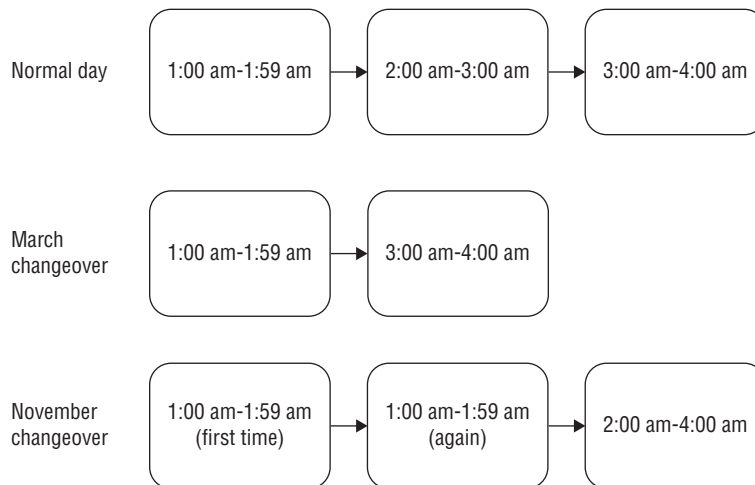 Normal day
1:00 am-1:59 am
2:00 am-3:00 am
3:00 am-4:00 am
March
changeover
1:00 am-1:59 am
3:00 am-4:00 am
November
changeover
1:00 am-1:59 am
(first time)
1:00 am-1:59 am
(again)
2:00 am-4:00 am